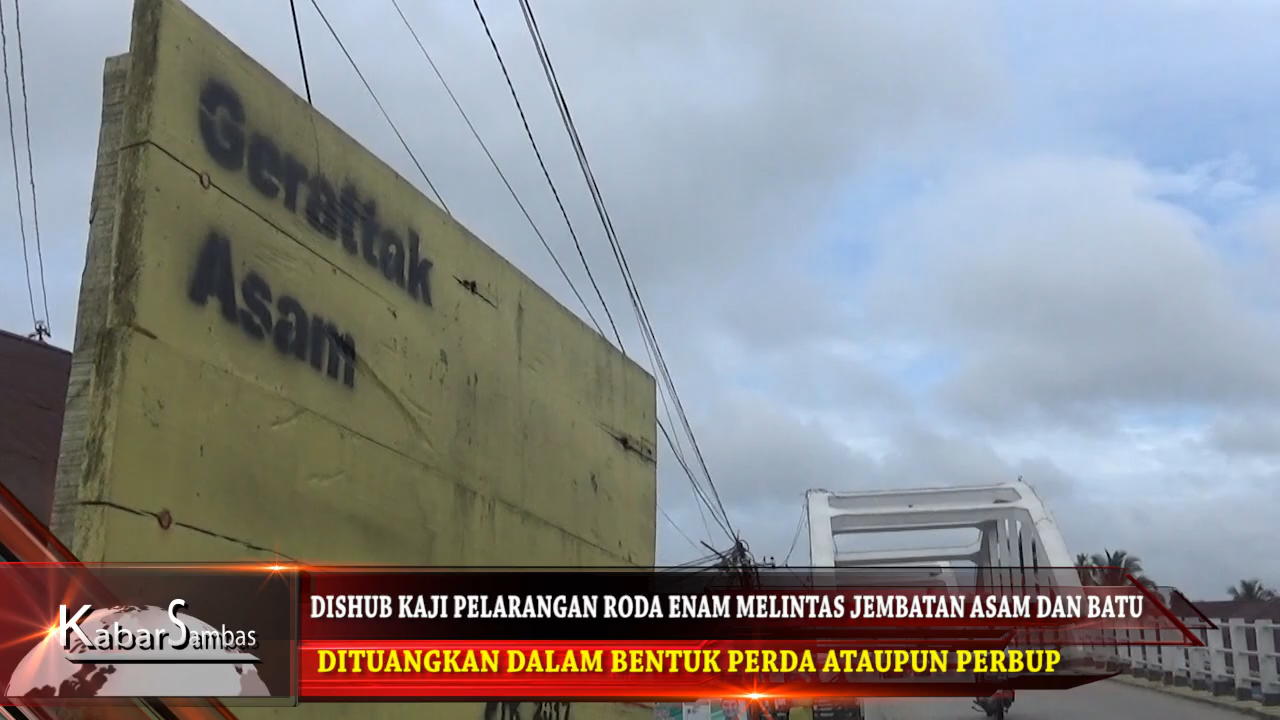 Gerettak
Asam
DISHUB KAJI PELARANGAN RODA ENAM MELINTAS JEMBATAN ASAM DAN BATU
DITUANGKAN DALAM BENTUK PERDA ATAUPUN PERBUP
KabarSambas